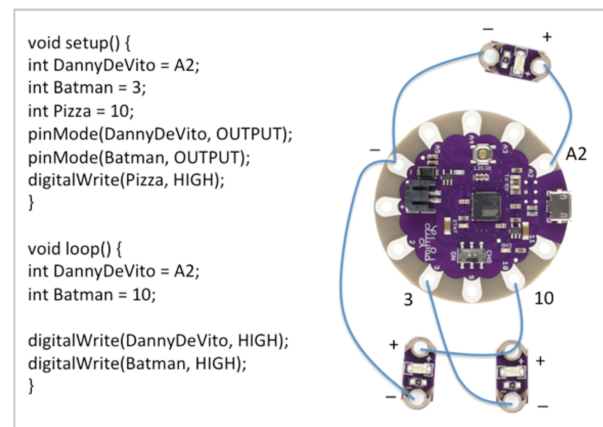 void setup() {
int DannyDeVito = A2;
int Batman = 3;
int Pizza = 10;
pinMode(DannyDeVito, OUTPUT);
pinMode(Batman, OUTPUT);
digitalWrite(Pizza, HIGH);
}
void loop() {
int DannyDeVito = A2;
int Batman = 10;
digitalWrite(DannyDeVito, HIGH);
digitalWrite(Batman, HIGH);
}
– +
–
A2
3 10
+ +
– –